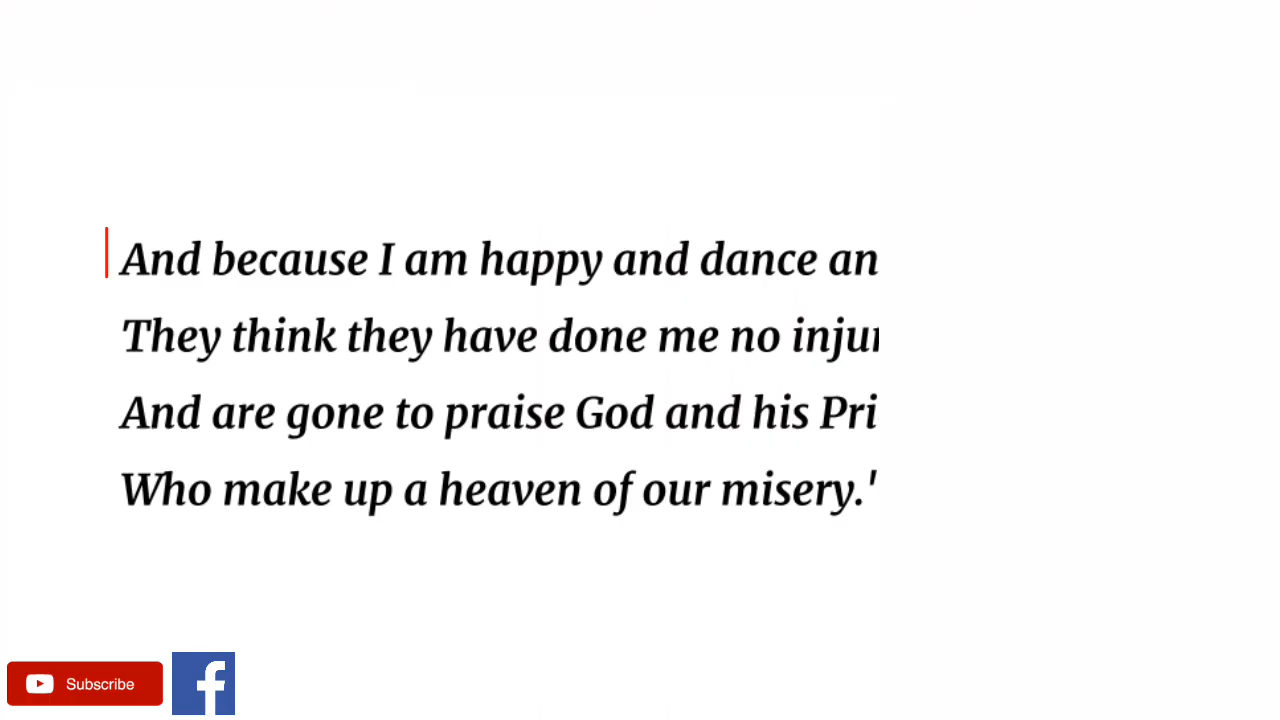 And because I am happy and dance an
They think they have done me no inju
And are gone to praise God and his Pri
Who make up a heaven of our misery.'
Subscribe